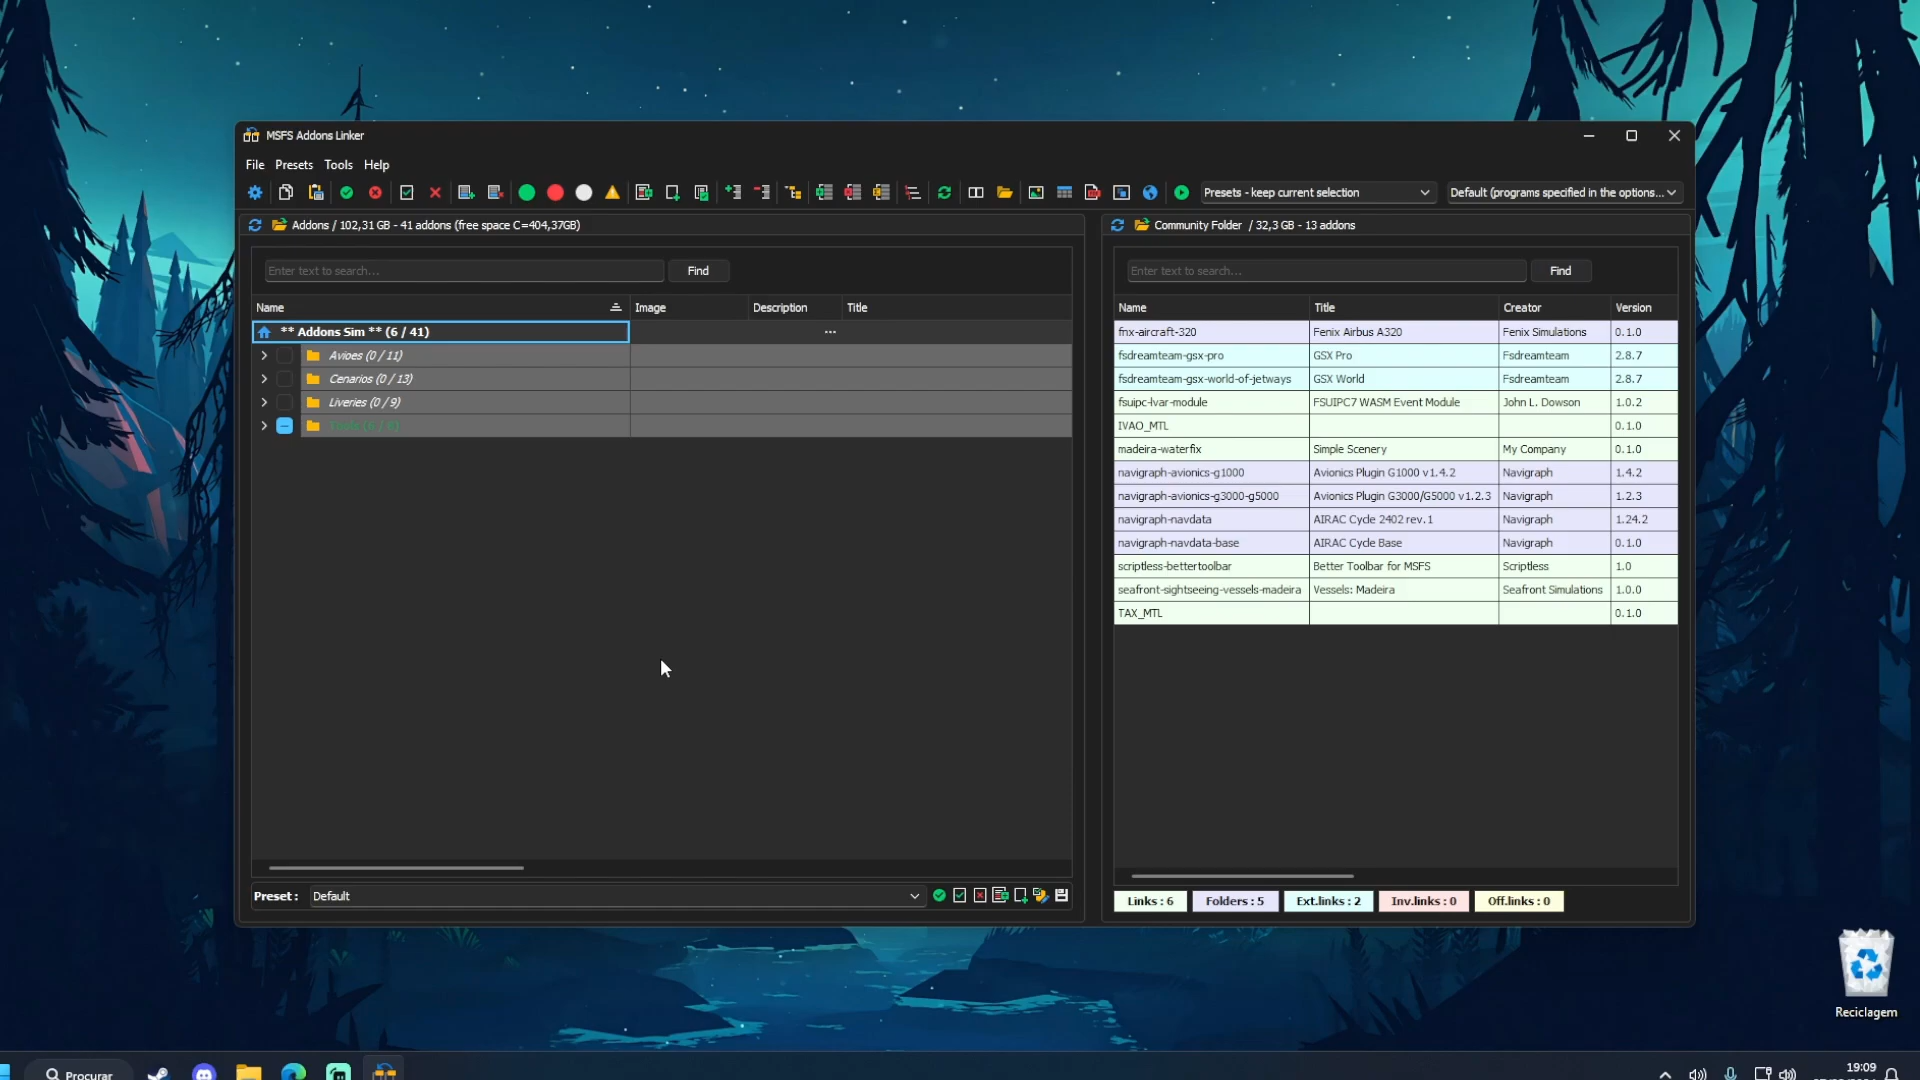 MSFS Addons Linker
File Presets Tools Help
Presets - keep current selection
Default (programs specified in the options...
Addons / 102,31 GB - 41 addons (free space C=404,37GB)
Enter text to search... Find
Name Image Description Title
** Addons Sim ** (6 / 41) ...
Avioes (0 / 11)
Cenarios (0 / 13)
Liveries (0 / 9)
Tools (6 / 6)
Preset : Default
Community Folder / 32,3 GB - 13 addons
Enter text to search... Find
Name Title Creator Version
fnx-aircraft-320 Fenix Airbus A320 Fenix Simulations 0.1.0
fsdreamteam-gsx-pro GSX Pro Fsdreamteam 2.8.7
fsdreamteam-gsx-world-of-jetways GSX World Fsdreamteam 2.8.7
fsuipc-lvar-module FSUIPC7 WASM Event Module John L. Dowson 1.0.2
IVAO_MTL 0.1.0
madeira-waterfix Simple Scenery My Company 0.1.0
navigraph-avionics-g1000 Avionics Plugin G1000 v1.4.2 Navigraph 1.4.2
navigraph-avionics-g3000-g5000 Avionics Plugin G3000/G5000 v1.2.3 Navigraph 1.2.3
navigraph-navdata AIRAC Cycle 2402 rev.1 Navigraph 1.24.2
navigraph-navdata-base AIRAC Cycle Base Navigraph 0.1.0
scriptless-bettertoolbar Better Toolbar for MSFS Scriptless 1.0
seafront-sightseeing-vessels-madeira Vessels: Madeira Seafront Simulations 1.0.0
TAX_MTL 0.1.0
Links : 6 Folders : 5 Ext.links : 2 Inv.links : 0 Off.links : 0
Reciclagem
Procurar
19:09